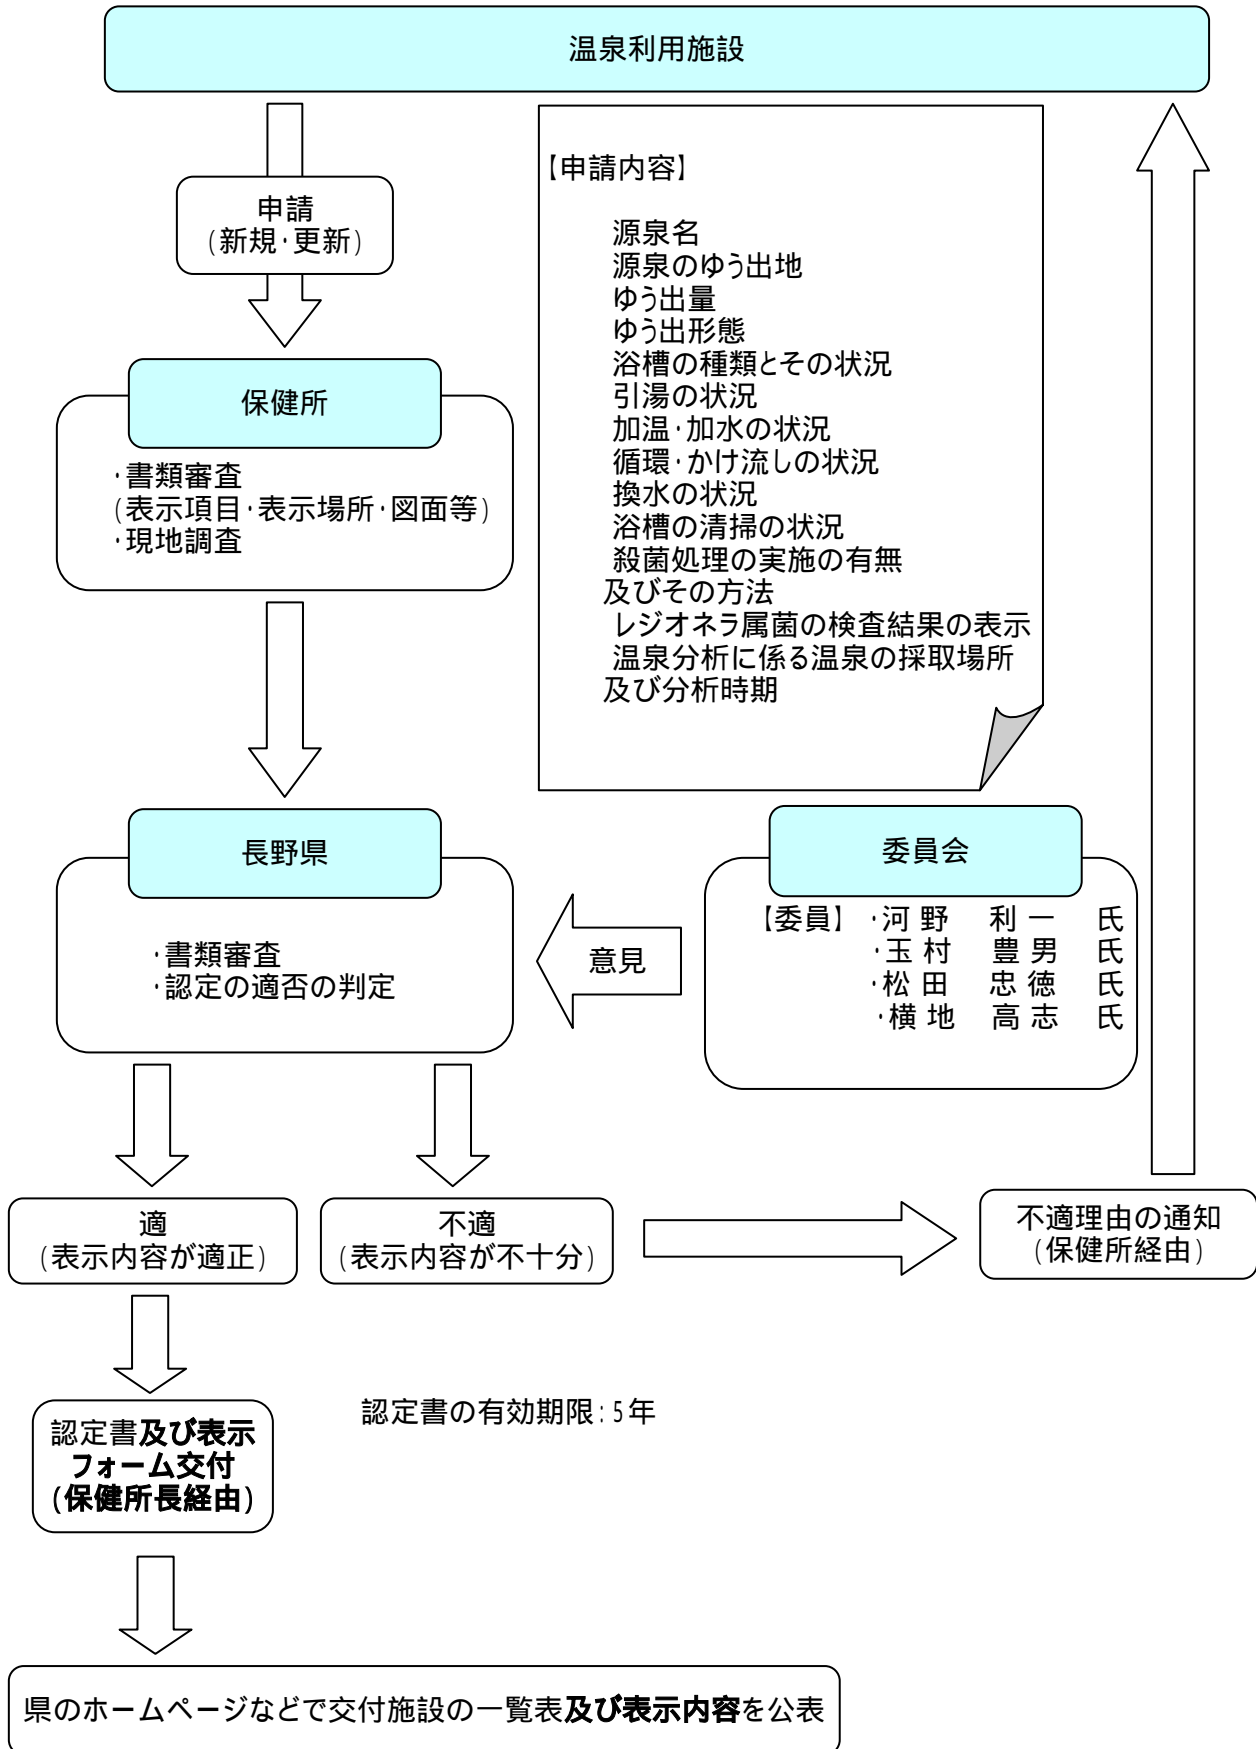 温泉利用施設
申請
(新規・更新)
【申請内容】
源泉名
源泉のゆう出地
ゆう出量
ゆう出形態
浴槽の種類とその状況
引湯の状況
加温・加水の状況
循環・かけ流しの状況
換水の状況
浴槽の清掃の状況
殺菌処理の実施の有無
及びその方法
レジオネラ属菌の検査結果の表示
温泉分析に係る温泉の採取場所
及び分析時期
保健所
・書類審査
(表示項目・表示場所・図面等)
・現地調査
長野県
・書類審査
・認定の適否の判定
意見
委員会
【委員】 ・河野 利一 氏
・玉村 豊男 氏
・松田 忠徳 氏
・横地 高志 氏
適
(表示内容が適正)
不適
(表示内容が不十分)
不適理由の通知
(保健所経由)
認定書及び表示
フォーム交付
(保健所長経由)
認定書の有効期限:5年
県のホームページなどで交付施設の一覧表及び表示内容を公表